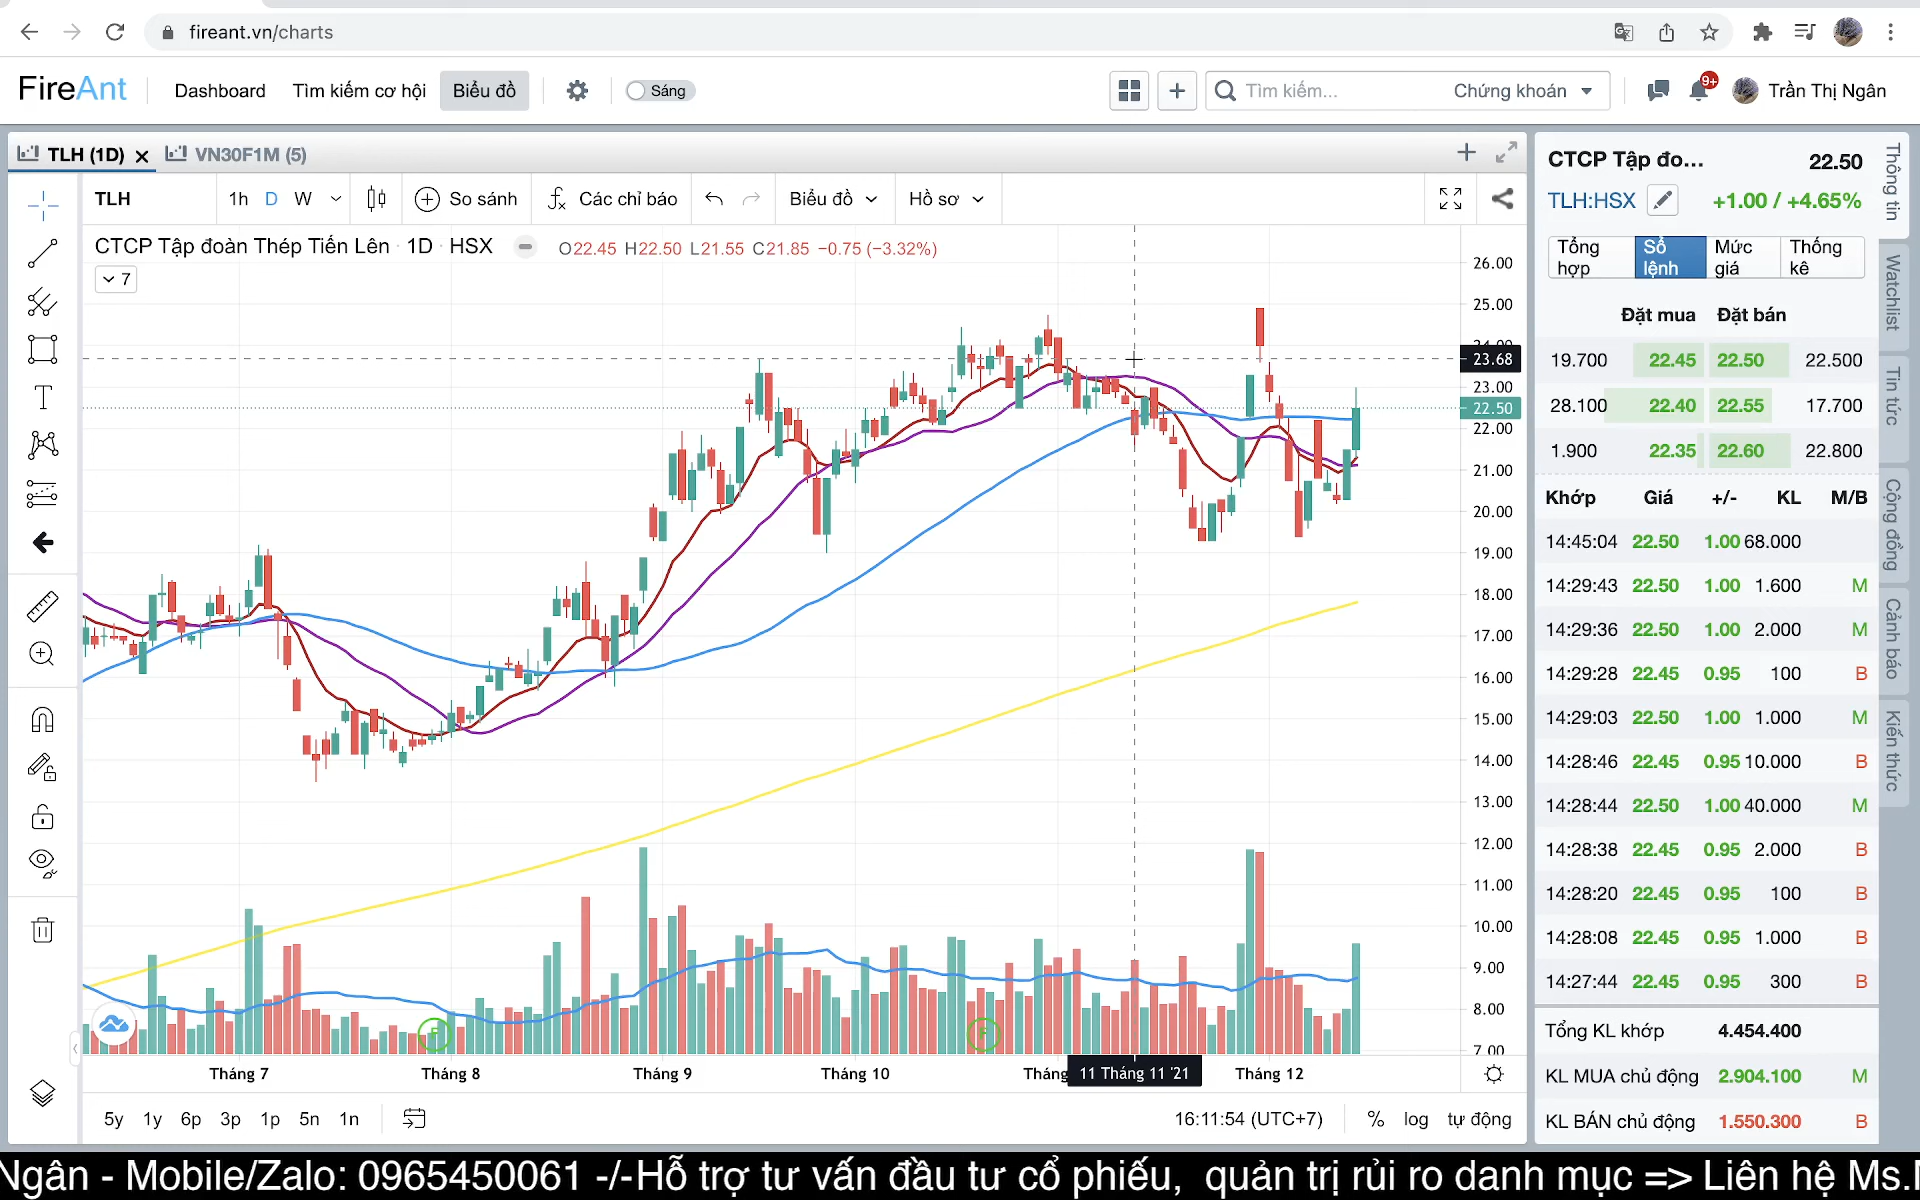 fireant.vn/charts
FireAnt
Dashboard
Tìm kiếm cơ hội
Biểu đồ
Sáng
Tìm kiếm...
Chứng khoán
9+
Trần Thị Ngân
TLH (1D)
VN30F1M (5)
TLH
1h D W
So sánh
Các chỉ báo
Biểu đồ
Hồ sơ
CTCP Tập đoàn Thép Tiến Lên · 1D · HSX
O22.45 H22.50 L21.55 C21.85 −0.75 (−3.32%)
7
26.00
25.00
24.00
23.68
23.00
22.50
22.00
21.00
20.00
19.00
18.00
17.00
16.00
15.00
14.00
13.00
12.00
11.00
10.00
9.00
8.00
7.00
F
F
Tháng 7
Tháng 8
Tháng 9
Tháng 10
Tháng
11 Tháng 11 '21
Tháng 12
5y 1y 6p 3p 1p 5n 1n
16:11:54 (UTC+7)
% log tự động
CTCP Tập đo... 22.50
TLH:HSX +1.00 / +4.65%
Tổng hợp
Sổ lệnh
Mức giá
Thống kê
Đặt mua Đặt bán
19.700 22.45 22.50 22.500
28.100 22.40 22.55 17.700
1.900 22.35 22.60 22.800
Khớp Giá +/- KL M/B
14:45:04 22.50 1.00 68.000
14:29:43 22.50 1.00 1.600 M
14:29:36 22.50 1.00 2.000 M
14:29:28 22.45 0.95 100 B
14:29:03 22.50 1.00 1.000 M
14:28:46 22.45 0.95 10.000 B
14:28:44 22.50 1.00 40.000 M
14:28:38 22.45 0.95 2.000 B
14:28:20 22.45 0.95 100 B
14:28:08 22.45 0.95 1.000 B
14:27:44 22.45 0.95 300 B
Tổng KL khớp 4.454.400
KL MUA chủ động 2.904.100 M
KL BÁN chủ động 1.550.300 B
Thông tin
Watchlist
Tin tức
Cộng đồng
Cảnh báo
Kiến thức
Ngân - Mobile/Zalo: 0965450061 -/-Hỗ trợ tư vấn đầu tư cổ phiếu, quản trị rủi ro danh mục => Liên hệ Ms.